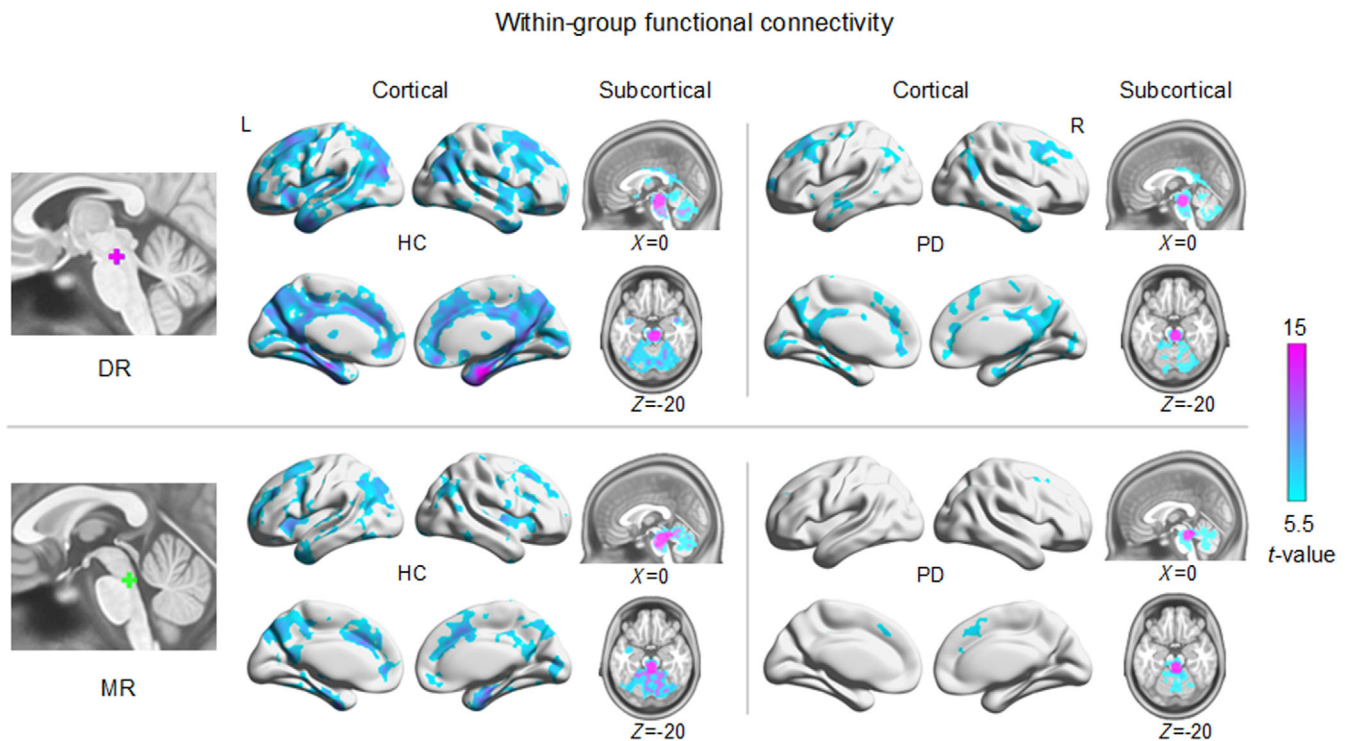 Within-group functional connectivity
Cortical Subcortical Cortical Subcortical
L R
HC X=0 PD X=0
DR
Z=-20 Z=-20
15
5.5
t-value
HC X=0 PD X=0
MR
Z=-20 Z=-20